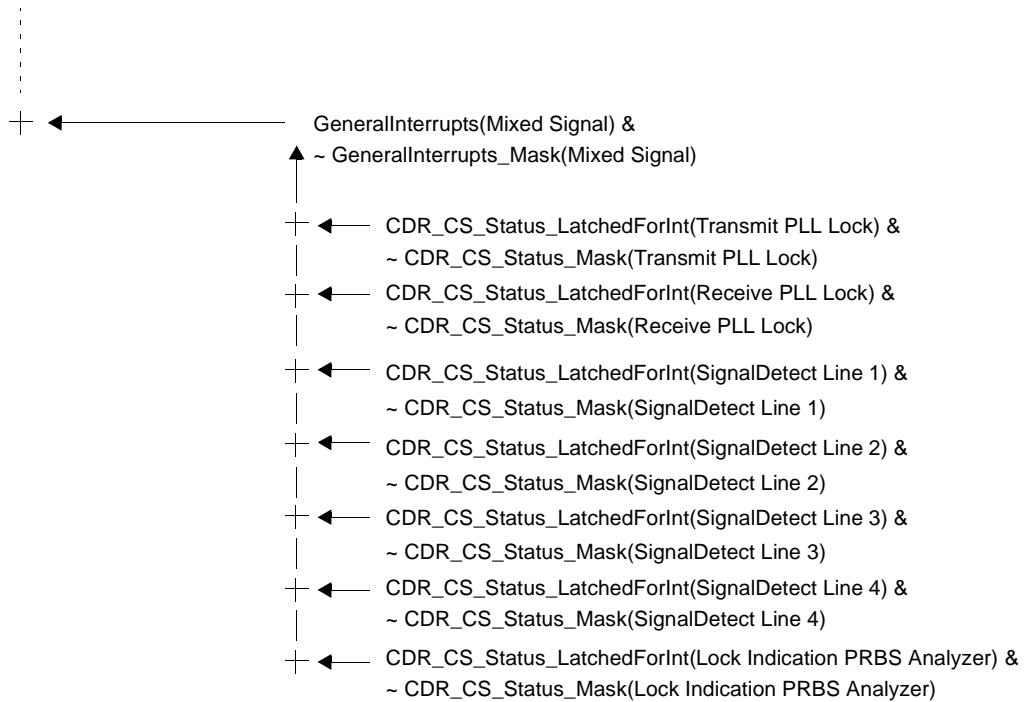 GeneralInterrupts(Mixed Signal) &
~ GeneralInterrupts_Mask(Mixed Signal)
CDR_CS_Status_LatchedForInt(Transmit PLL Lock) &
~ CDR_CS_Status_Mask(Transmit PLL Lock)
CDR_CS_Status_LatchedForInt(Receive PLL Lock) &
~ CDR_CS_Status_Mask(Receive PLL Lock)
CDR_CS_Status_LatchedForInt(SignalDetect Line 1) &
~ CDR_CS_Status_Mask(SignalDetect Line 1)
CDR_CS_Status_LatchedForInt(SignalDetect Line 2) &
~ CDR_CS_Status_Mask(SignalDetect Line 2)
CDR_CS_Status_LatchedForInt(SignalDetect Line 3) &
~ CDR_CS_Status_Mask(SignalDetect Line 3)
CDR_CS_Status_LatchedForInt(SignalDetect Line 4) &
~ CDR_CS_Status_Mask(SignalDetect Line 4)
CDR_CS_Status_LatchedForInt(Lock Indication PRBS Analyzer) &
~ CDR_CS_Status_Mask(Lock Indication PRBS Analyzer)